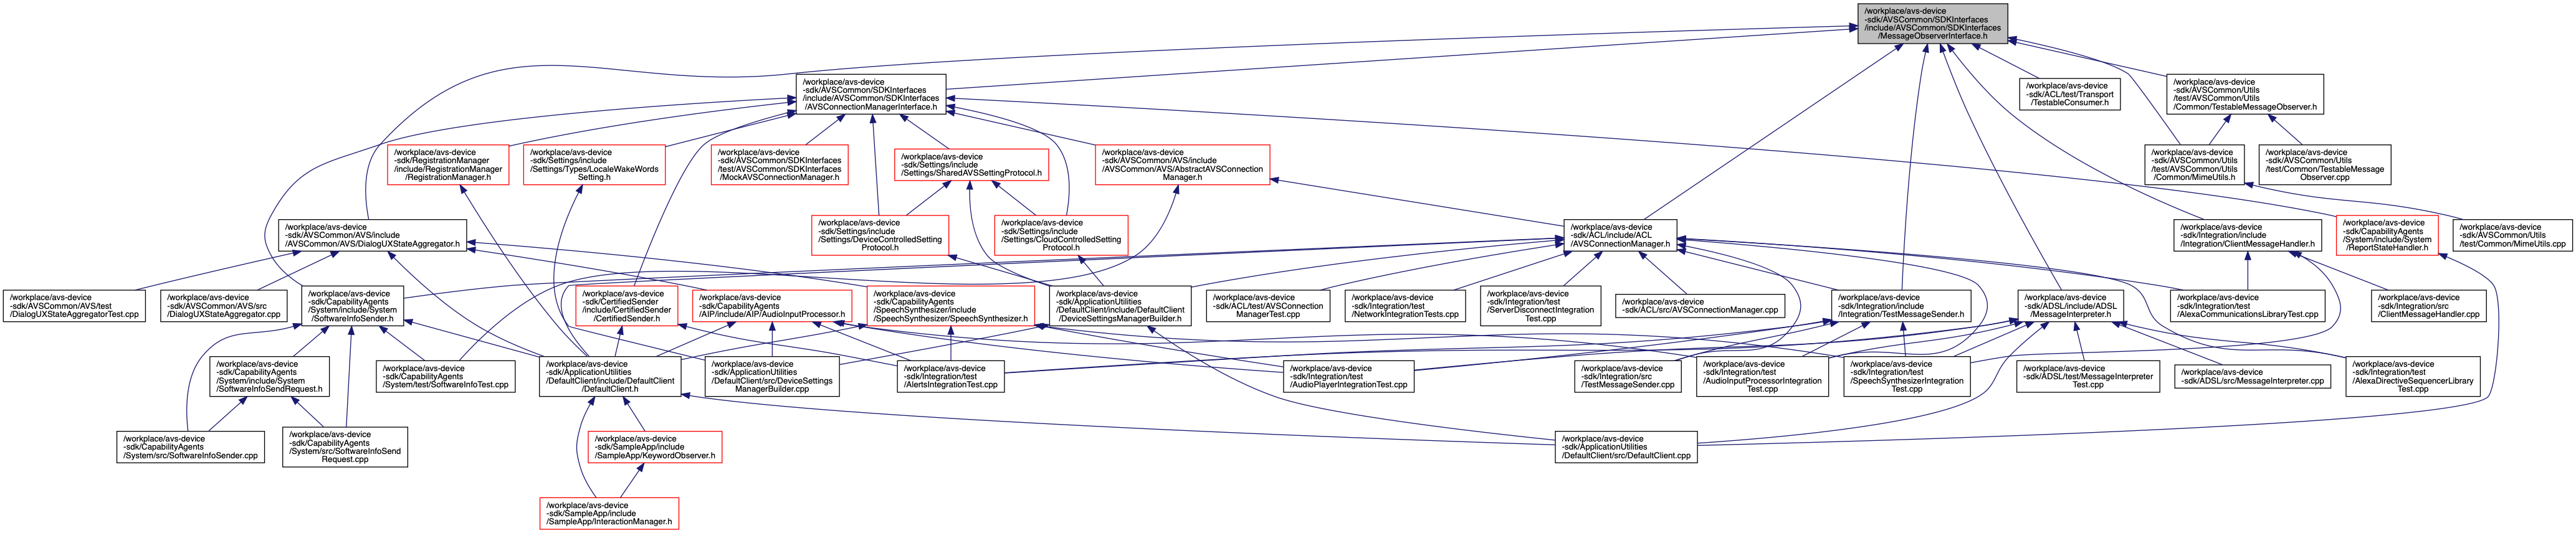 /workplace/avs-device
-sdk/AVSCommon/SDKInterfaces
/include/AVSCommon/SDKInterfaces
/MessageObserverInterface.h
/workplace/avs-device
-sdk/AVSCommon/SDKInterfaces
/include/AVSCommon/SDKInterfaces
/AVSConnectionManagerInterface.h
/workplace/avs-device
-sdk/ACL/test/Transport
/TestableConsumer.h
/workplace/avs-device
-sdk/AVSCommon/Utils
/test/AVSCommon/Utils
/Common/TestableMessageObserver.h
/workplace/avs-device
-sdk/RegistrationManager
/include/RegistrationManager
/RegistrationManager.h
/workplace/avs-device
-sdk/Settings/include
/Settings/Types/LocaleWakeWords
Setting.h
/workplace/avs-device
-sdk/AVSCommon/SDKInterfaces
/test/AVSCommon/SDKInterfaces
/MockAVSConnectionManager.h
/workplace/avs-device
-sdk/Settings/include
/Settings/SharedAVSSettingProtocol.h
/workplace/avs-device
-sdk/AVSCommon/AVS/include
/AVSCommon/AVS/AbstractAVSConnection
Manager.h
/workplace/avs-device
-sdk/AVSCommon/Utils
/test/AVSCommon/Utils
/Common/MimeUtils.h
/workplace/avs-device
-sdk/AVSCommon/Utils
/test/Common/TestableMessage
Observer.cpp
/workplace/avs-device
-sdk/AVSCommon/AVS/include
/AVSCommon/AVS/DialogUXStateAggregator.h
/workplace/avs-device
-sdk/Settings/include
/Settings/DeviceControlledSetting
Protocol.h
/workplace/avs-device
-sdk/Settings/include
/Settings/CloudControlledSetting
Protocol.h
/workplace/avs-device
-sdk/ACL/include/ACL
/AVSConnectionManager.h
/workplace/avs-device
-sdk/Integration/include
/Integration/ClientMessageHandler.h
/workplace/avs-device
-sdk/CapabilityAgents
/System/include/System
/ReportStateHandler.h
/workplace/avs-device
-sdk/AVSCommon/Utils
/test/Common/MimeUtils.cpp
/workplace/avs-device
-sdk/AVSCommon/AVS/test
/DialogUXStateAggregatorTest.cpp
/workplace/avs-device
-sdk/AVSCommon/AVS/src
/DialogUXStateAggregator.cpp
/workplace/avs-device
-sdk/CapabilityAgents
/System/include/System
/SoftwareInfoSender.h
/workplace/avs-device
-sdk/CertifiedSender
/include/CertifiedSender
/CertifiedSender.h
/workplace/avs-device
-sdk/CapabilityAgents
/AIP/include/AIP/AudioInputProcessor.h
/workplace/avs-device
-sdk/CapabilityAgents
/SpeechSynthesizer/include
/SpeechSynthesizer/SpeechSynthesizer.h
/workplace/avs-device
-sdk/ApplicationUtilities
/DefaultClient/include/DefaultClient
/DeviceSettingsManagerBuilder.h
/workplace/avs-device
-sdk/ACL/test/AVSConnection
ManagerTest.cpp
/workplace/avs-device
-sdk/Integration/test
/NetworkIntegrationTests.cpp
/workplace/avs-device
-sdk/Integration/test
/ServerDisconnectIntegration
Test.cpp
/workplace/avs-device
-sdk/ACL/src/AVSConnectionManager.cpp
/workplace/avs-device
-sdk/Integration/include
/Integration/TestMessageSender.h
/workplace/avs-device
-sdk/ADSL/include/ADSL
/MessageInterpreter.h
/workplace/avs-device
-sdk/Integration/test
/AlexaCommunicationsLibraryTest.cpp
/workplace/avs-device
-sdk/Integration/src
/ClientMessageHandler.cpp
/workplace/avs-device
-sdk/CapabilityAgents
/System/include/System
/SoftwareInfoSendRequest.h
/workplace/avs-device
-sdk/CapabilityAgents
/System/test/SoftwareInfoTest.cpp
/workplace/avs-device
-sdk/ApplicationUtilities
/DefaultClient/include/DefaultClient
/DefaultClient.h
/workplace/avs-device
-sdk/ApplicationUtilities
/DefaultClient/src/DeviceSettings
ManagerBuilder.cpp
/workplace/avs-device
-sdk/Integration/test
/AlertsIntegrationTest.cpp
/workplace/avs-device
-sdk/Integration/test
/AudioPlayerIntegrationTest.cpp
/workplace/avs-device
-sdk/Integration/src
/TestMessageSender.cpp
/workplace/avs-device
-sdk/Integration/test
/AudioInputProcessorIntegration
Test.cpp
/workplace/avs-device
-sdk/Integration/test
/SpeechSynthesizerIntegration
Test.cpp
/workplace/avs-device
-sdk/ADSL/test/MessageInterpreter
Test.cpp
/workplace/avs-device
-sdk/ADSL/src/MessageInterpreter.cpp
/workplace/avs-device
-sdk/Integration/test
/AlexaDirectiveSequencerLibrary
Test.cpp
/workplace/avs-device
-sdk/CapabilityAgents
/System/src/SoftwareInfoSender.cpp
/workplace/avs-device
-sdk/CapabilityAgents
/System/src/SoftwareInfoSend
Request.cpp
/workplace/avs-device
-sdk/SampleApp/include
/SampleApp/KeywordObserver.h
/workplace/avs-device
-sdk/ApplicationUtilities
/DefaultClient/src/DefaultClient.cpp
/workplace/avs-device
-sdk/SampleApp/include
/SampleApp/InteractionManager.h